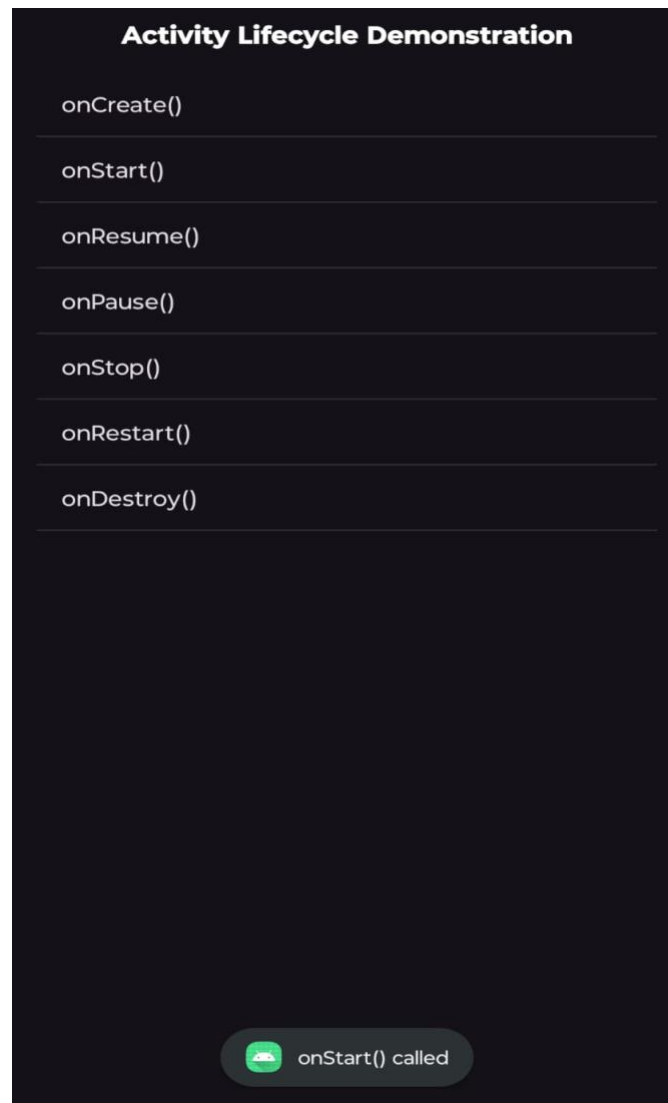 Activity Lifecycle Demonstration
onCreate()
onStart()
onResume()
onPause()
onStop()
onRestart()
onDestroy()
onStart() called